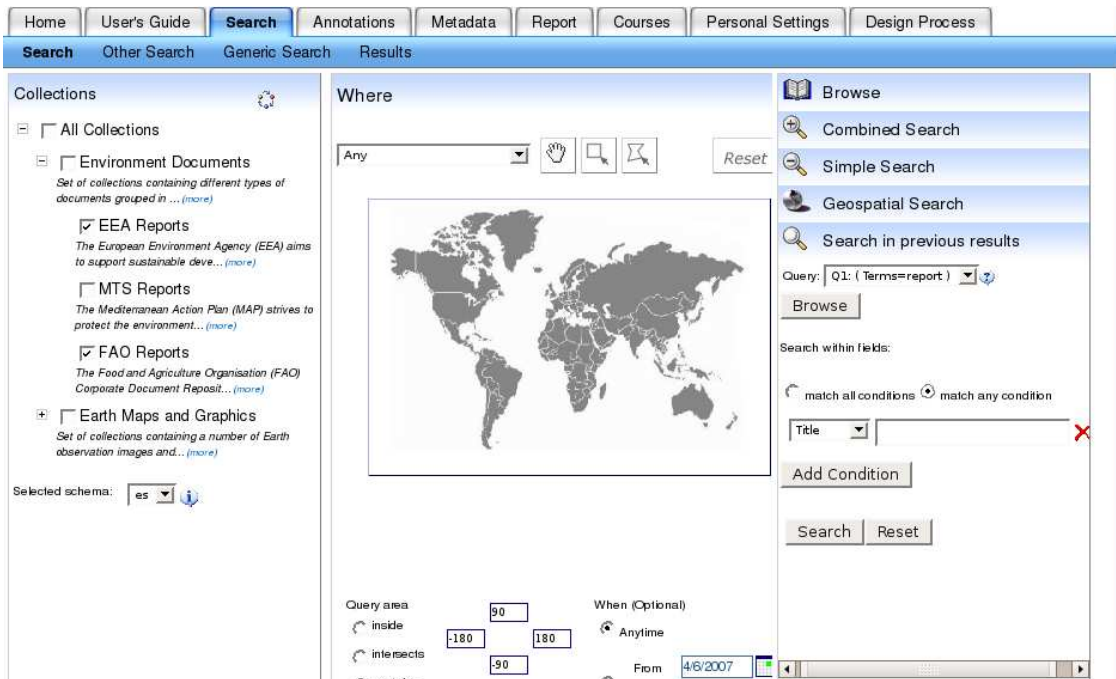 Home User's Guide Search Annotations Metadata Report Courses Personal Settings Design Process
Search Other Search Generic Search Results
Collections
All Collections
Environment Documents
Set of collections containing different types of
documents grouped in ... (more)
EEA Reports
The European Environment Agency (EEA) aims
to support sustainable deve... (more)
MTS Reports
The Mediterranean Action Plan (MAP) strives to
protect the environment... (more)
FAO Reports
The Food and Agriculture Organisation (FAO)
Corporate Document Reposit... (more)
Earth Maps and Graphics
Set of collections containing a number of Earth
observation images and... (more)
Selected schema: es
Where
Any
Reset
Query area
inside
intersects
90
-180 180
-90
When (Optional)
Anytime
From 4/6/2007
Browse
Combined Search
Simple Search
Geospatial Search
Search in previous results
Query: Q1: ( Terms=report )
Browse
Search within fields:
match all conditions match any condition
Title
Add Condition
Search Reset